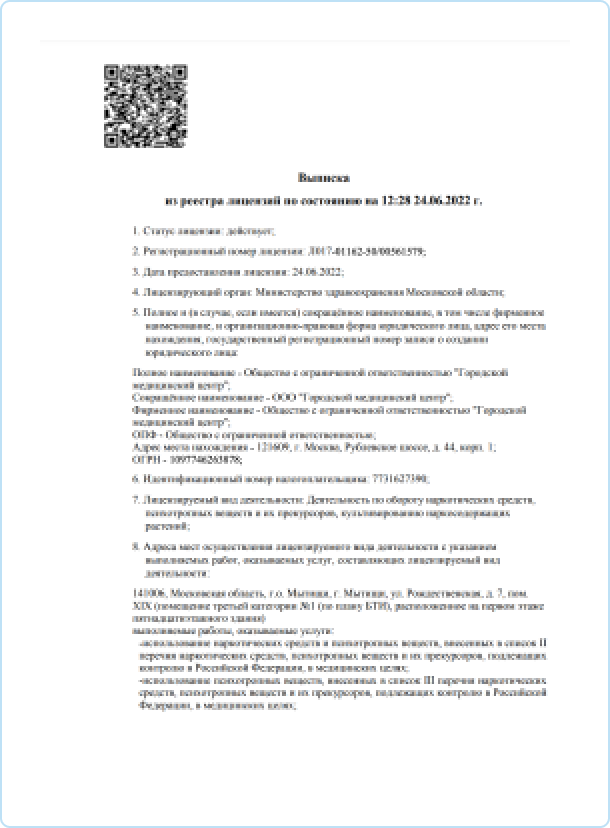 Выписка
из реестра лицензий по состоянию на 12:28 24.06.2022 г.
1. Статус лицензии: действует;
2. Регистрационный номер лицензии: Л017-01162-50/00561579;
3. Дата предоставления лицензии: 24.06.2022;
4. Лицензирующий орган: Министерство здравоохранения Московской области;
5. Полное и (в случае, если имеется) сокращённое наименование, в том числе фирменное
наименование, и организационно-правовая форма юридического лица, адрес его места
нахождения, государственный регистрационный номер записи о создании
юридического лица:
Полное наименование - Общество с ограниченной ответственностью "Городской
медицинский центр";
Сокращённое наименование - ООО "Городской медицинский центр";
Фирменное наименование - Общество с ограниченной ответственностью "Городской
медицинский центр";
ОПФ - Общество с ограниченной ответственностью;
Адрес места нахождения - 121609, г. Москва, Рублевское шоссе, д. 44, корп. 1;
ОГРН - 1097746263878;
6. Идентификационный номер налогоплательщика: 7731627390;
7. Лицензируемый вид деятельности: Деятельность по обороту наркотических средств,
психотропных веществ и их прекурсоров, культивированию наркосодержащих
растений;
8. Адреса мест осуществления лицензируемого вида деятельности с указанием
выполняемых работ, оказываемых услуг, составляющих лицензируемый вид
деятельности:
141006, Московская область, г.о. Мытищи, г. Мытищи, ул. Рождественская, д. 7, пом.
XIX (помещение третьей категории №1 (по плану БТИ), расположенное на первом этаже
пятнадцатиэтажного здания)
выполняемые работы, оказываемые услуги:
-использование наркотических средств и психотропных веществ, внесенных в список II
перечня наркотических средств, психотропных веществ и их прекурсоров, подлежащих
контролю в Российской Федерации, в медицинских целях;
-использование психотропных веществ, внесенных в список III перечня наркотических
средств, психотропных веществ и их прекурсоров, подлежащих контролю в Российской
Федерации, в медицинских целях;